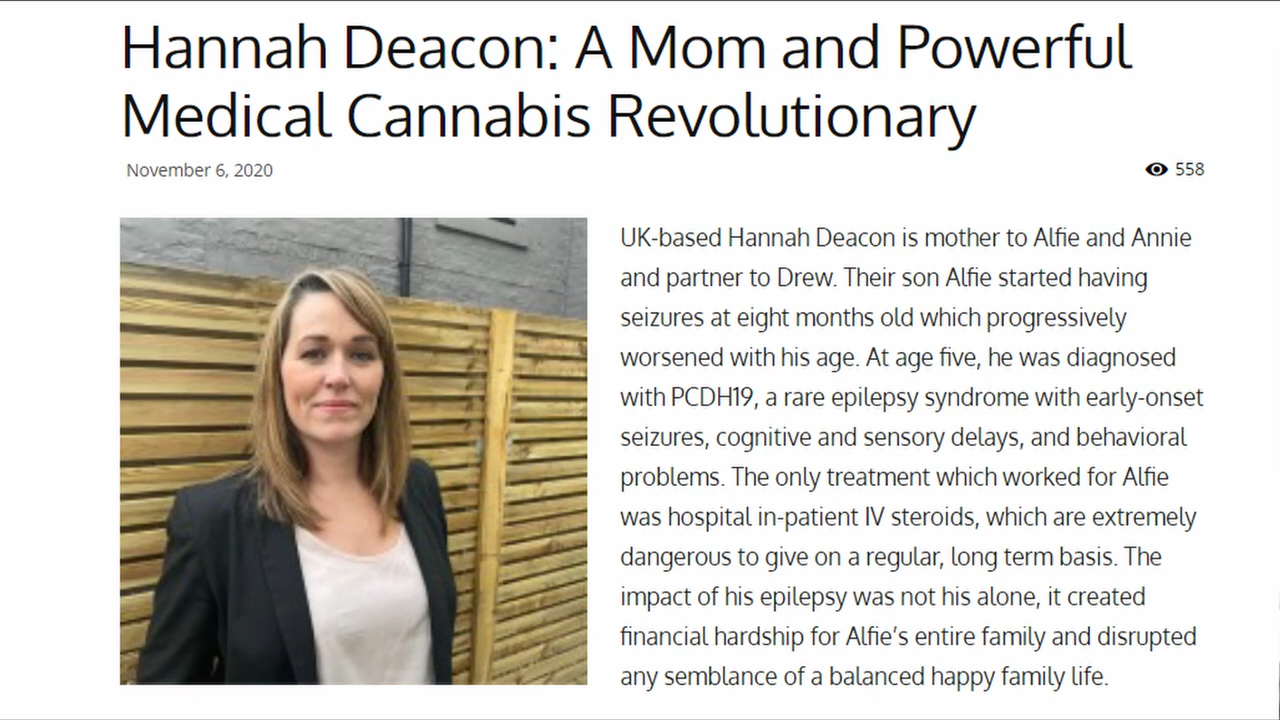 Hannah Deacon: A Mom and Powerful
Medical Cannabis Revolutionary
November 6, 2020
558
UK-based Hannah Deacon is mother to Alfie and Annie
and partner to Drew. Their son Alfie started having
seizures at eight months old which progressively
worsened with his age. At age five, he was diagnosed
with PCDH19, a rare epilepsy syndrome with early-onset
seizures, cognitive and sensory delays, and behavioral
problems. The only treatment which worked for Alfie
was hospital in-patient IV steroids, which are extremely
dangerous to give on a regular, long term basis. The
impact of his epilepsy was not his alone, it created
financial hardship for Alfie’s entire family and disrupted
any semblance of a balanced happy family life.